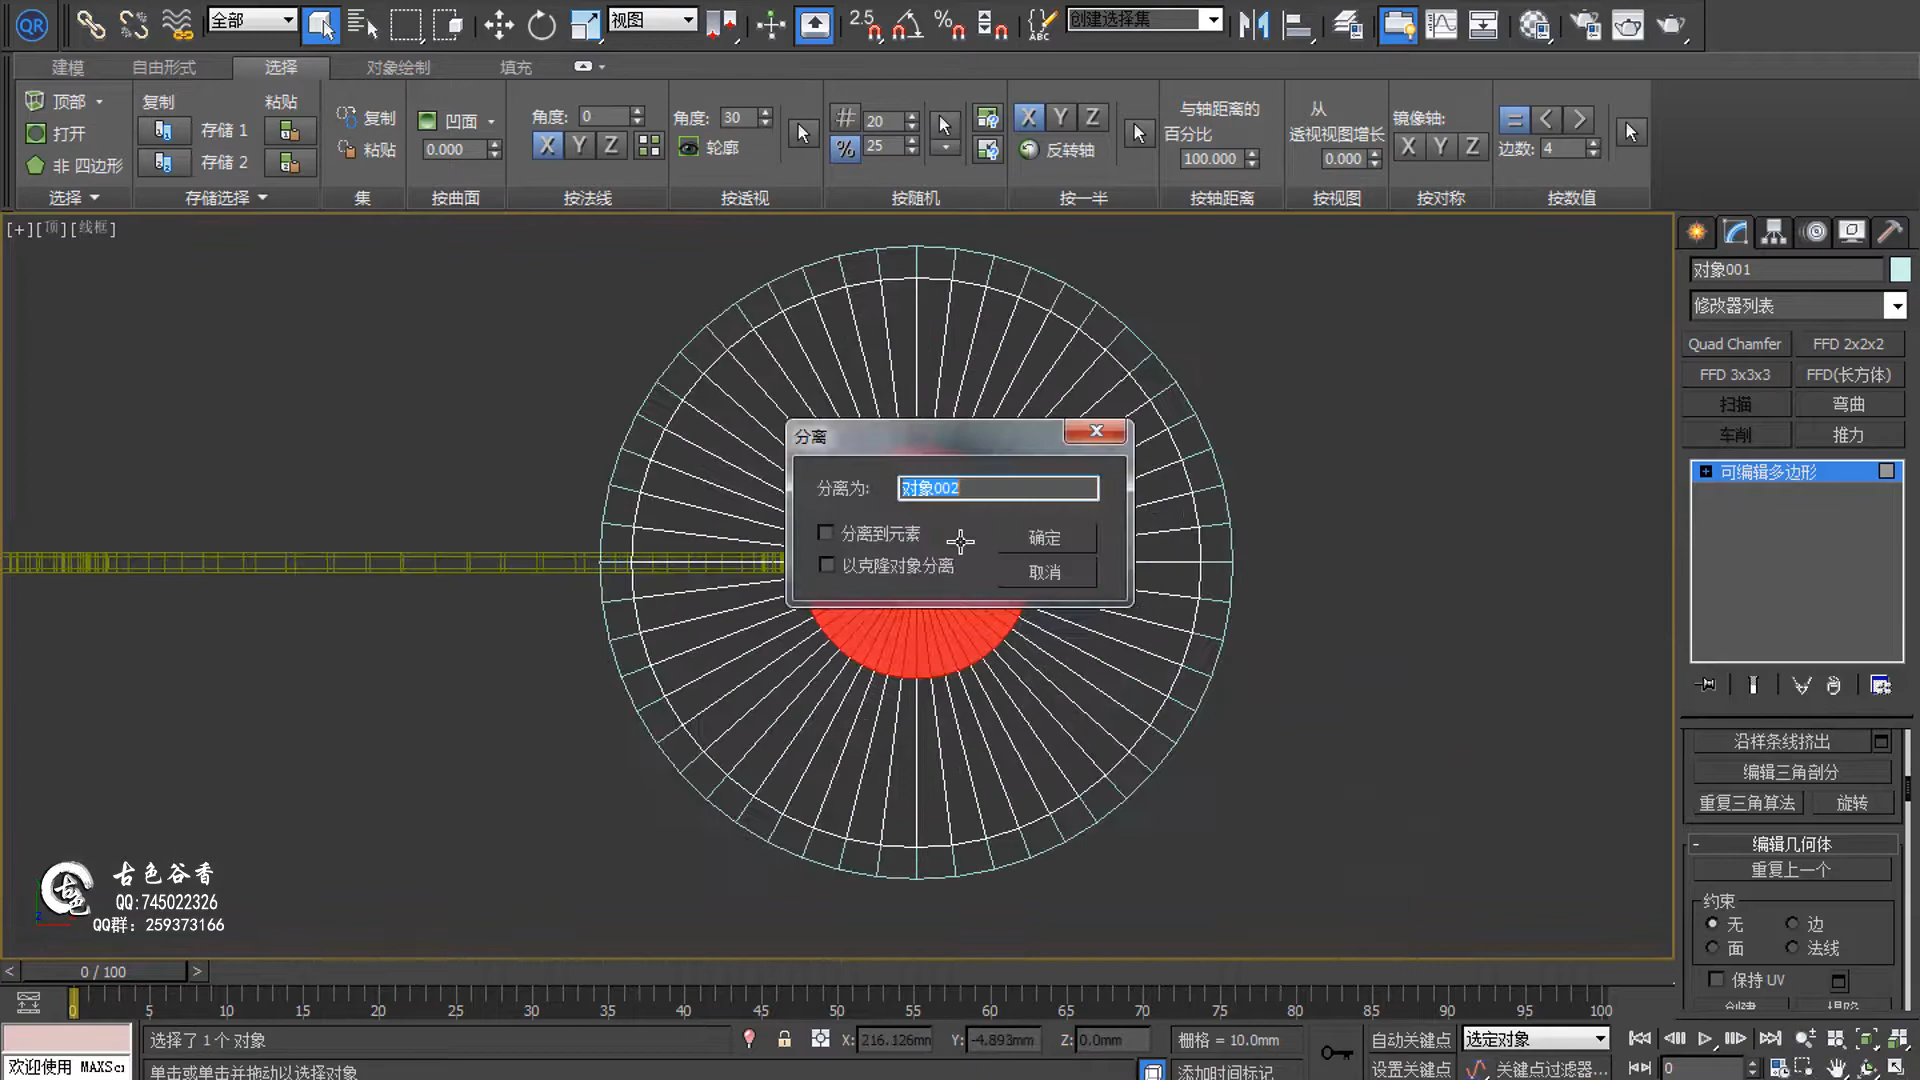 QR
全部
视图
2.5
%
ABC
创建选择集
建模 自由形式 选择 对象绘制 填充
顶部
打开
非 四边形
选择
复制 粘贴
存储 1
存储 2
存储选择
复制
粘贴
集
凹面
0.000
按曲面
角度: 0
X Y Z
按法线
角度: 30
轮廓
按透视
# 20
% 25
按随机
X Y Z
反转轴
按一半
与轴距离的
百分比
100.000
按轴距离
从
透视视图增长
0.000
按视图
镜像轴:
X Y Z
按对称
= < >
边数: 4
按数值
[+][顶][线框]
分离
分离为: 对象002
分离到元素
以克隆对象分离
确定
取消
对象001
修改器列表
Quad Chamfer FFD 2x2x2
FFD 3x3x3 FFD(长方体)
扫描 弯曲
车削 推力
可编辑多边形
沿样条线挤出
编辑三角剖分
重复三角算法 旋转
- 编辑几何体
重复上一个
约束
无 边
面 法线
保持 UV
古色
古色谷香
QQ:745022326
QQ群: 259373166
z
< 0 / 100 >
0 5 10 15 20 25 30 35 40 45 50 55 60 65 70 75 80 85 90 95 100
选择了 1 个 对象
X: 216.126mm Y: -4.893mm Z: 0.0mm
栅格 = 10.0mm
自动关键点 选定对象
欢迎使用 MAXSc
单击或单击并拖动以选择对象
添加时间标记
设置关键点 关键点过滤器...
0